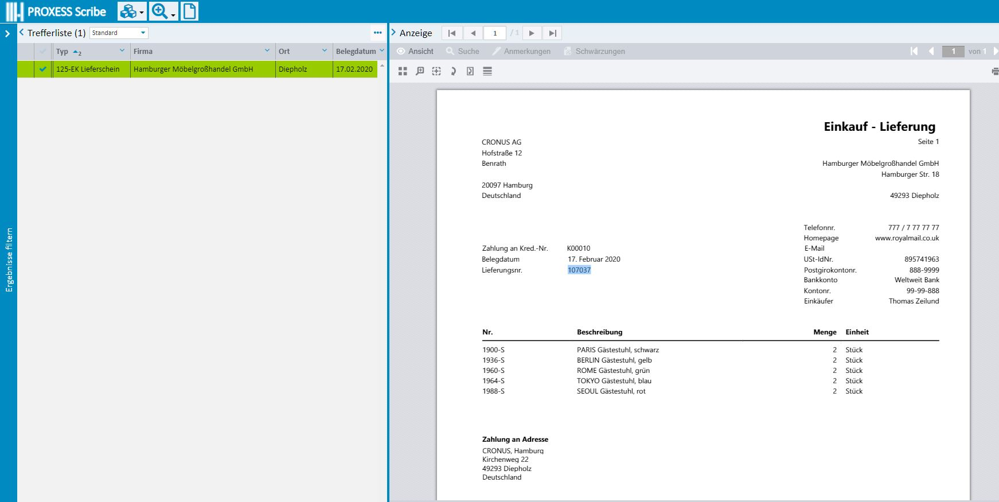 PROXESS Scribe
Ergebnisse filtern
Trefferliste (1) Standard
Typ 2 Firma Ort Belegdatum
125-EK Lieferschein Hamburger Möbelgroßhandel GmbH Diepholz 17.02.2020
Anzeige 1 / 1
Ansicht Suche Anmerkungen Schwärzungen 1 von 1
Einkauf - Lieferung
CRONUS AG Seite 1
Hofstraße 12
Benrath Hamburger Möbelgroßhandel GmbH
Hamburger Str. 18
20097 Hamburg
Deutschland 49293 Diepholz
Telefonnr. 777 / 7 77 77 77
Homepage www.royalmail.co.uk
Zahlung an Kred.-Nr. K00010 E-Mail
Belegdatum 17. Februar 2020 USt-IdNr. 895741963
Lieferungsnr. 107037 Postgirokontonr. 888-9999
Bankkonto Weltweit Bank
Kontonr. 99-99-888
Einkäufer Thomas Zeilund
Nr. Beschreibung Menge Einheit
1900-S PARIS Gästestuhl, schwarz 2 Stück
1936-S BERLIN Gästestuhl, gelb 2 Stück
1960-S ROME Gästestuhl, grün 2 Stück
1964-S TOKYO Gästestuhl, blau 2 Stück
1988-S SEOUL Gästestuhl, rot 2 Stück
Zahlung an Adresse
CRONUS, Hamburg
Kirchenweg 22
49293 Diepholz
Deutschland